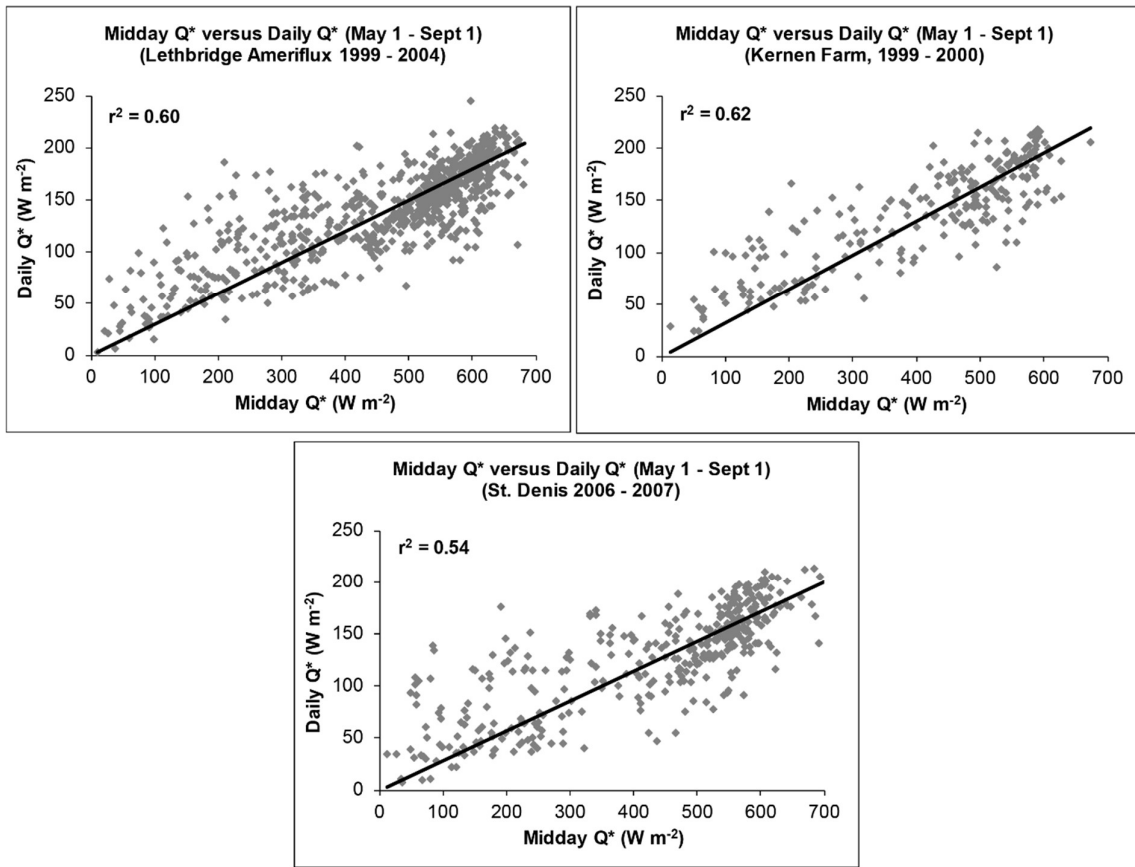 Midday Q* versus Daily Q* (May 1 - Sept 1)
(Lethbridge Ameriflux 1999 - 2004)
r² = 0.60
250
200
150
100
50
0
Daily Q* (W m⁻²)
0 100 200 300 400 500 600 700
Midday Q* (W m⁻²)
Midday Q* versus Daily Q* (May 1 - Sept 1)
(Kernen Farm, 1999 - 2000)
r² = 0.62
250
200
150
100
50
0
Daily Q* (W m⁻²)
0 100 200 300 400 500 600 700
Midday Q* (W m⁻²)
Midday Q* versus Daily Q* (May 1 - Sept 1)
(St. Denis 2006 - 2007)
r² = 0.54
250
200
150
100
50
0
Daily Q* (W m⁻²)
0 100 200 300 400 500 600 700
Midday Q* (W m⁻²)